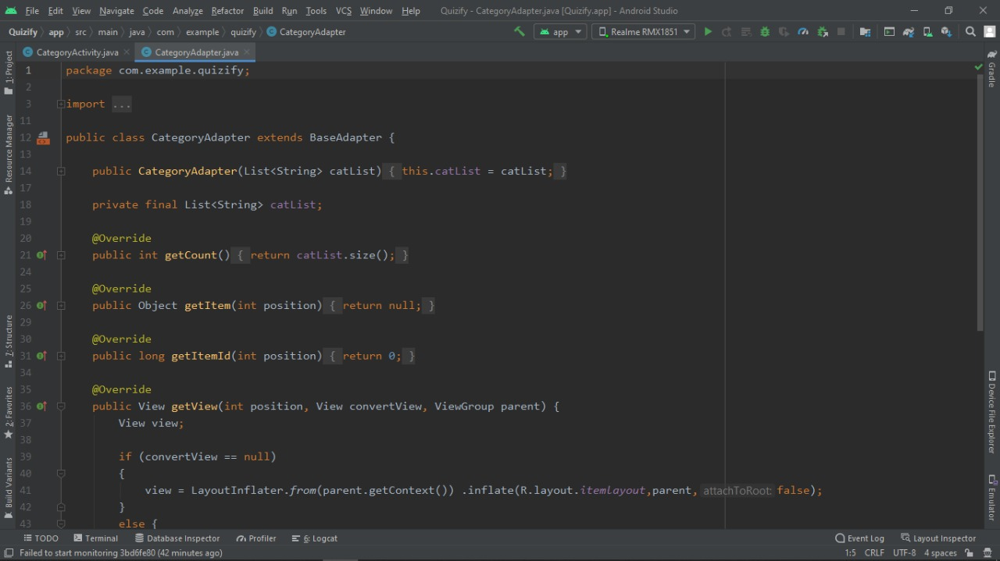 File Edit View Navigate Code Analyze Refactor Build Run Tools VCS Window Help Quizify - CategoryAdapter.java [Quizify.app] - Android Studio
Quizify app src main java com example quizify CategoryAdapter app Realme RMX1851
CategoryActivity.java CategoryAdapter.java
1: Project
Resource Manager
7: Structure
2: Favorites
Build Variants
1 package com.example.quizify;
2
3 import ...
11
12 public class CategoryAdapter extends BaseAdapter {
13
14 public CategoryAdapter(List<String> catList) { this.catList = catList; }
17
18 private final List<String> catList;
19
20 @Override
21 public int getCount() { return catList.size(); }
24
25 @Override
26 public Object getItem(int position) { return null; }
29
30 @Override
31 public long getItemId(int position) { return 0; }
34
35 @Override
36 public View getView(int position, View convertView, ViewGroup parent) {
37 View view;
38
39 if (convertView == null)
40 {
41 view = LayoutInflater.from(parent.getContext()) .inflate(R.layout.itemlayout,parent, attachToRoot: false);
42 }
43 else {
Gradle
Device File Explorer
Emulator
TODO Terminal Database Inspector Profiler 6: Logcat Event Log Layout Inspector
Failed to start monitoring 3bd6fe80 (42 minutes ago) 1:5 CRLF UTF-8 4 spaces